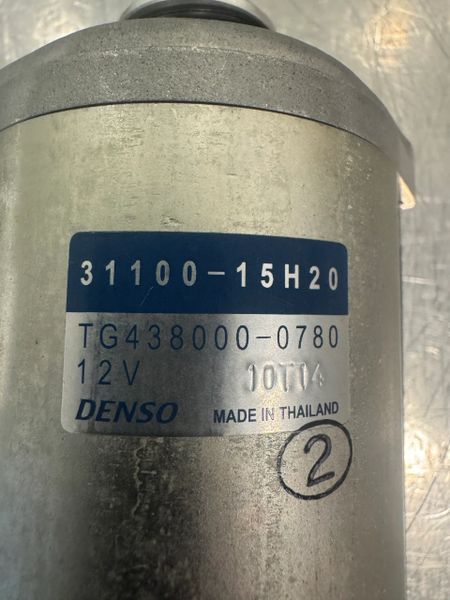 31100-15H20
TG438000-0780
12V 10T14
DENSO MADE IN THAILAND
2